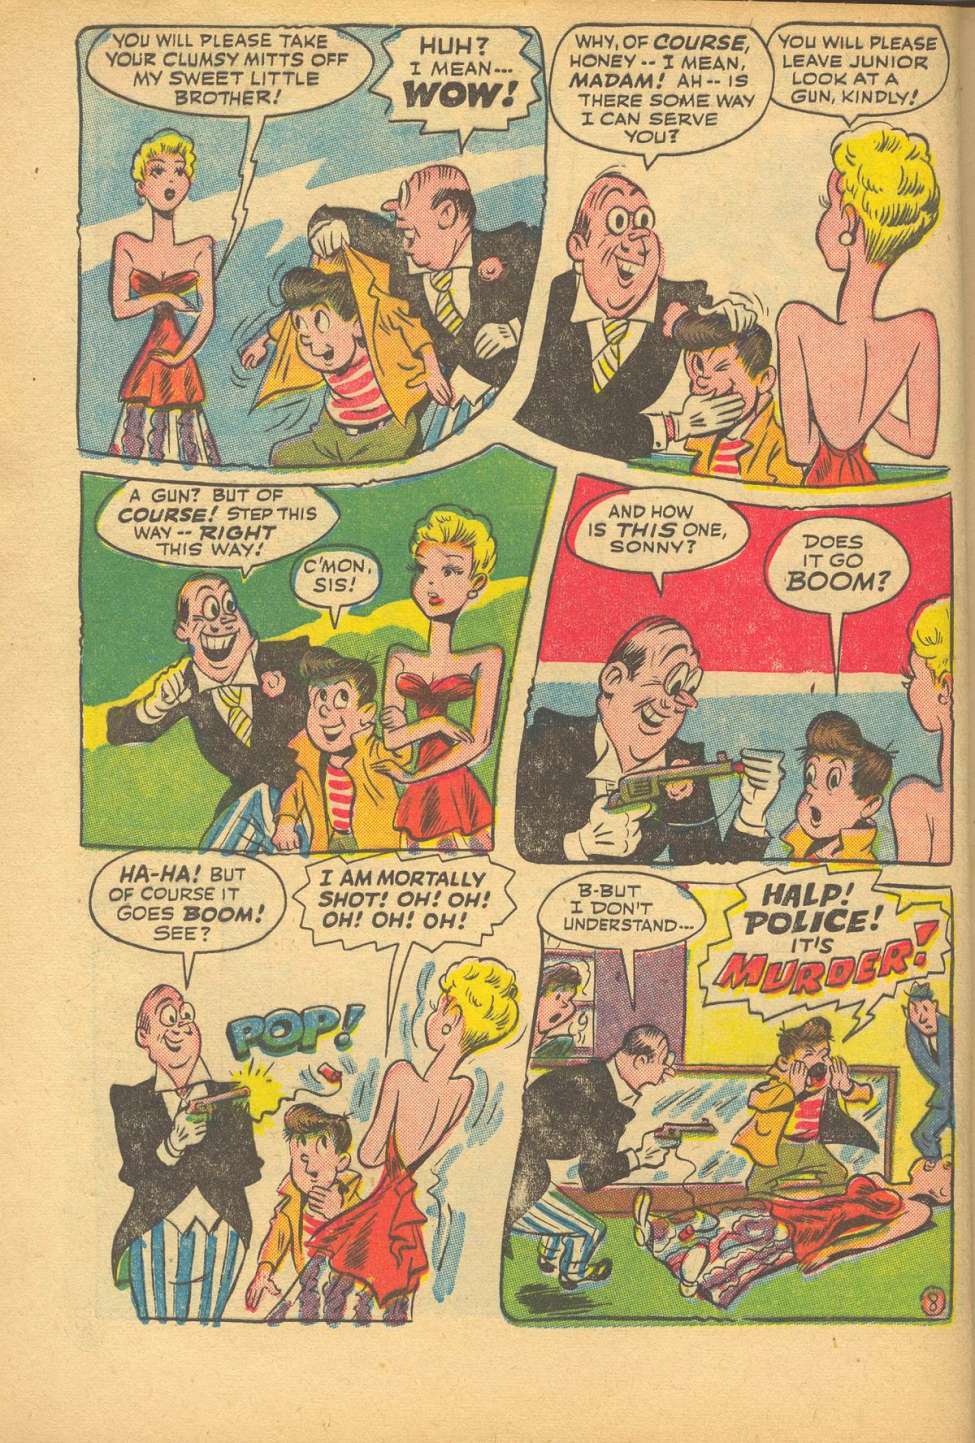 YOU WILL PLEASE TAKE
YOUR CLUMSY MITTS OFF
MY SWEET LITTLE
BROTHER!
HUH?
I MEAN---
WOW!
WHY, OF COURSE,
HONEY -- I MEAN,
MADAM! AH -- IS
THERE SOME WAY
I CAN SERVE
YOU?
YOU WILL PLEASE
LEAVE JUNIOR
LOOK AT A
GUN, KINDLY!
A GUN? BUT OF
COURSE! STEP THIS
WAY -- RIGHT
THIS WAY!
C'MON,
SIS!
AND HOW
IS THIS ONE,
SONNY?
DOES
IT GO
BOOM?
HA-HA! BUT
OF COURSE IT
GOES BOOM!
SEE?
I AM MORTALLY
SHOT! OH! OH!
OH! OH! OH!
POP!
B-BUT
I DON'T
UNDERSTAND---
HALP!
POLICE!
IT'S
MURDER!
8